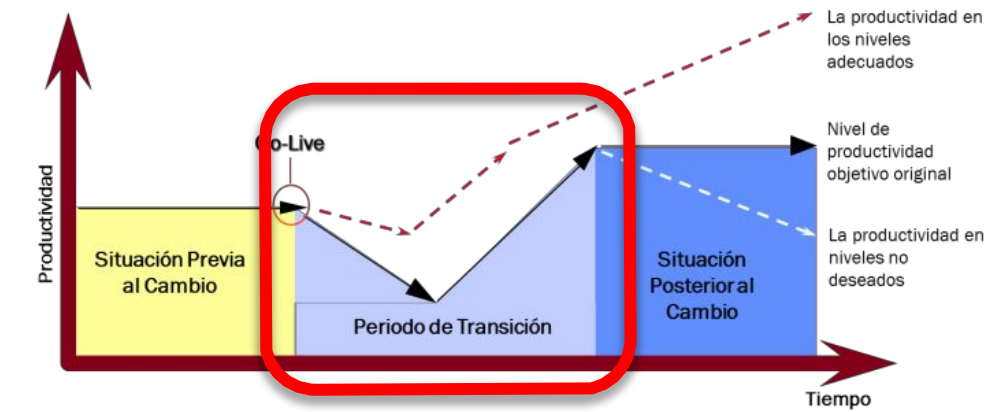 La productividad en
los niveles
adecuados
Go-Live
Nivel de
productividad
objetivo original
Productividad
Situación Previa
al Cambio
Situación
Posterior al
Cambio
La productividad en
niveles no
deseados
Periodo de Transición
Tiempo